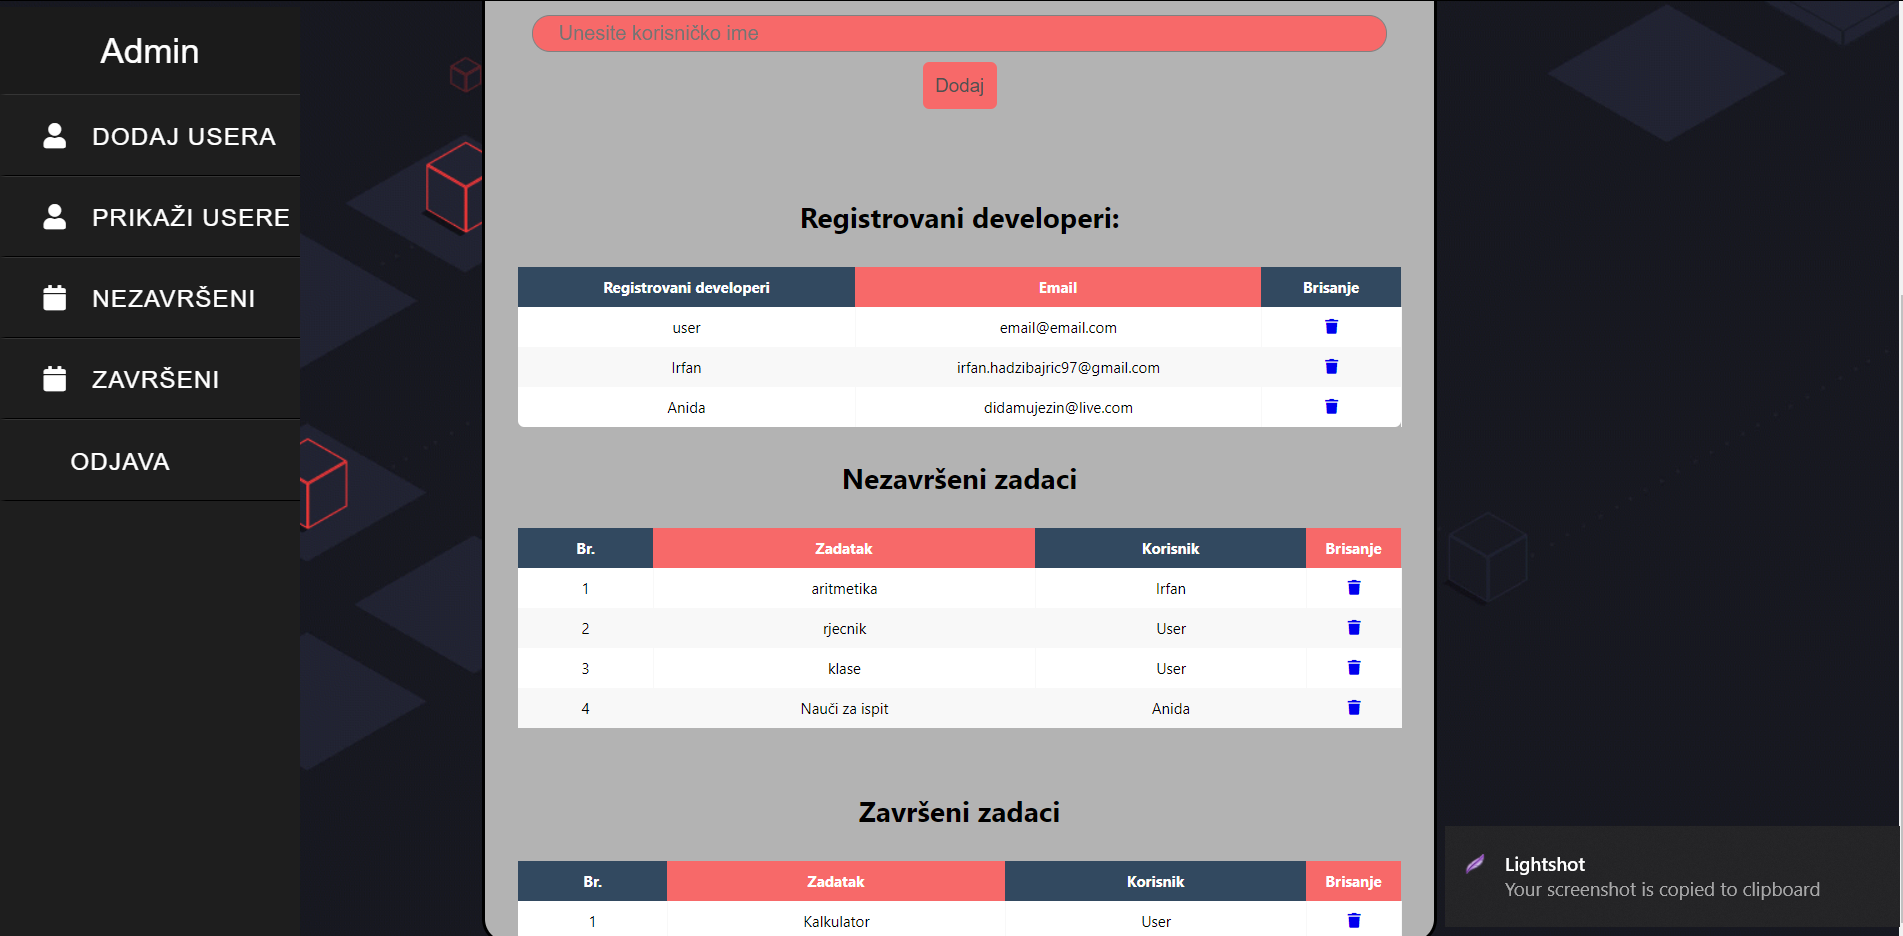 Admin
DODAJ USERA
PRIKAŽI USERE
NEZAVRŠENI
ZAVRŠENI
ODJAVA
Unesite korisničko ime
Dodaj
Registrovani developeri:
Registrovani developeri Email Brisanje
user email@email.com
Irfan irfan.hadzibajric97@gmail.com
Anida didamujezin@live.com
Nezavršeni zadaci
Br. Zadatak Korisnik Brisanje
1 aritmetika Irfan
2 rjecnik User
3 klase User
4 Nauči za ispit Anida
Završeni zadaci
Br. Zadatak Korisnik Brisanje
1 Kalkulator User
Lightshot
Your screenshot is copied to clipboard